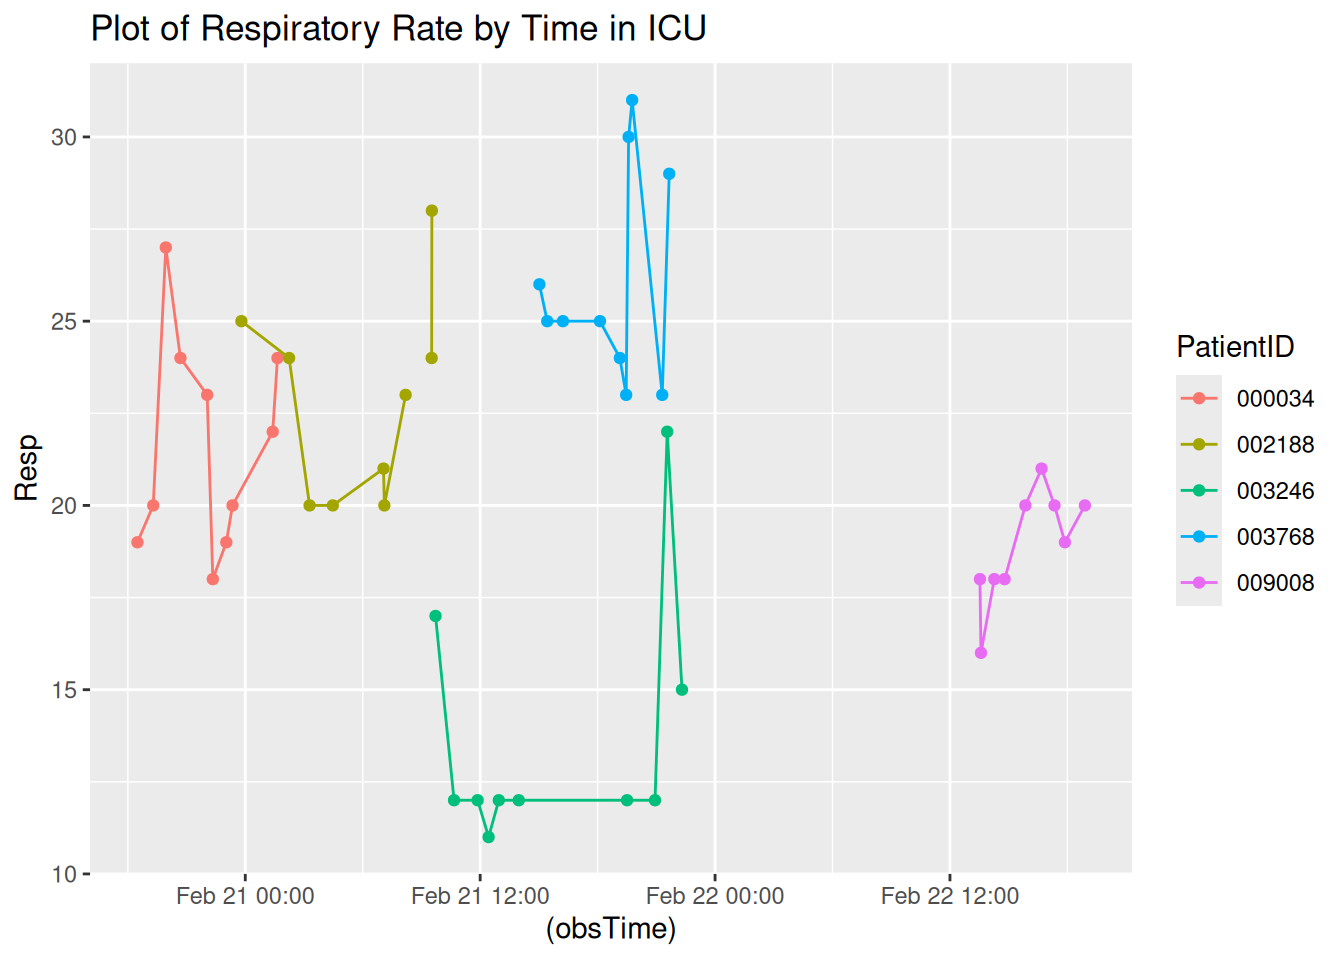 Plot of Respiratory Rate by Time in ICU
Resp
30
25
20
15
10
Feb 21 00:00
Feb 21 12:00
Feb 22 00:00
Feb 22 12:00
(obsTime)
PatientID
000034
002188
003246
003768
009008